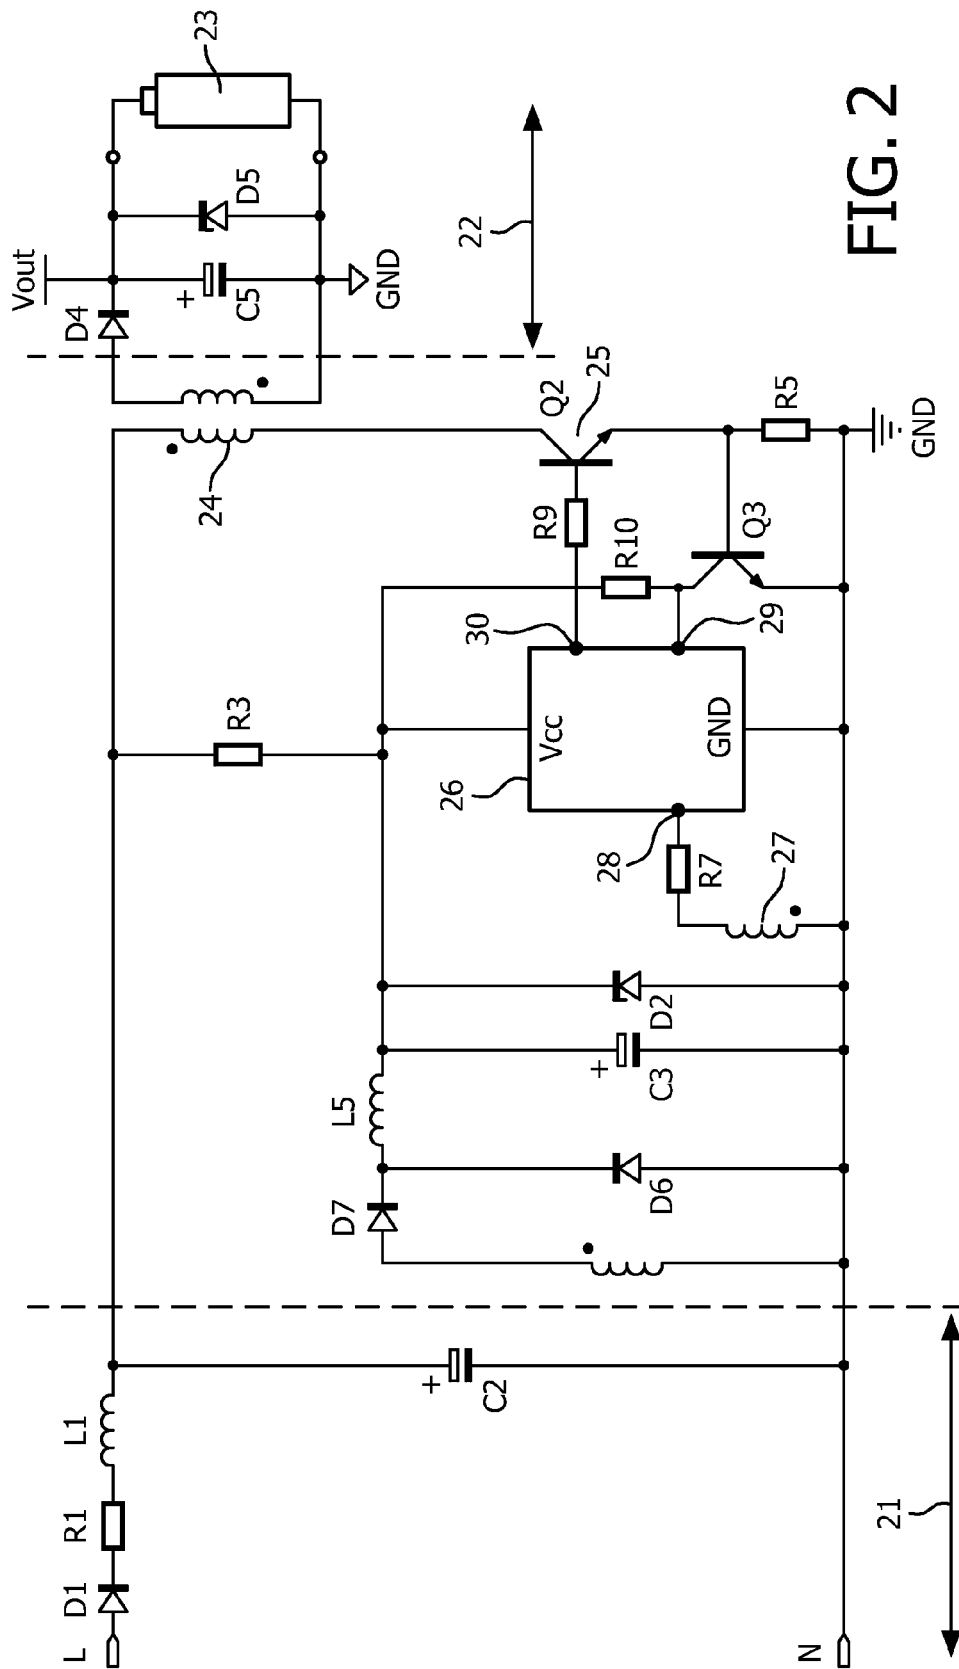 L
D1
R1
L1
+
C2
N
21
D7
D6
L5
+
C3
D2
R7
27
28
26
Vcc
GND
R3
30
29
R9
R10
Q3
Q2
25
R5
GND
24
D4
Vout
+
C5
GND
D5
23
22
FIG. 2